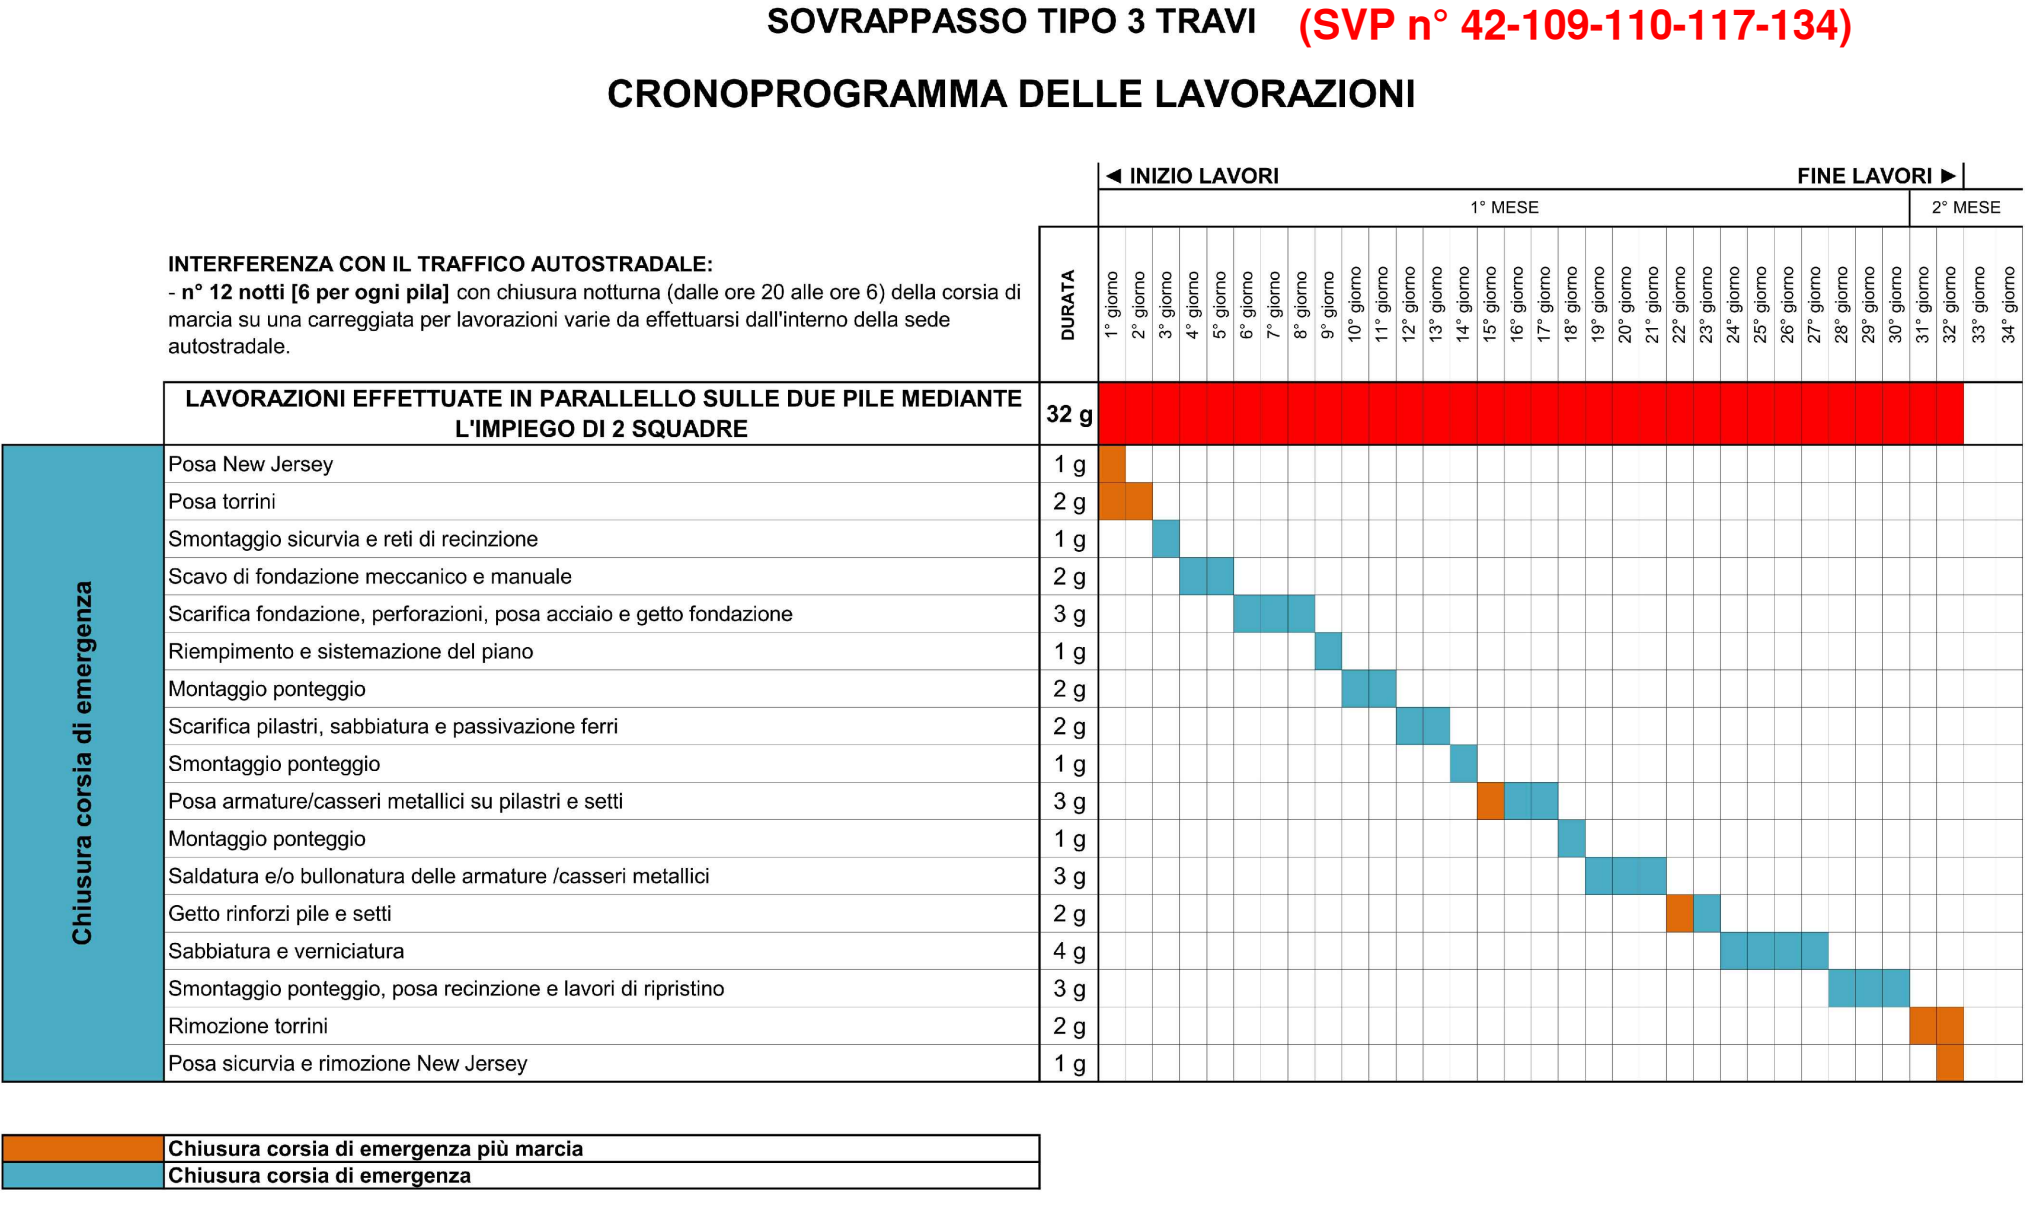 SOVRAPPASSO TIPO 3 TRAVI (SVP n° 42-109-110-117-134)
CRONOPROGRAMMA DELLE LAVORAZIONI
◄ INIZIO LAVORI FINE LAVORI ►
1° MESE 2° MESE
INTERFERENZA CON IL TRAFFICO AUTOSTRADALE:
- n° 12 notti [6 per ogni pila] con chiusura notturna (dalle ore 20 alle ore 6) della corsia di
marcia su una carreggiata per lavorazioni varie da effettuarsi dall'interno della sede
autostradale.
DURATA
1° giorno
2° giorno
3° giorno
4° giorno
5° giorno
6° giorno
7° giorno
8° giorno
9° giorno
10° giorno
11° giorno
12° giorno
13° giorno
14° giorno
15° giorno
16° giorno
17° giorno
18° giorno
19° giorno
20° giorno
21° giorno
22° giorno
23° giorno
24° giorno
25° giorno
26° giorno
27° giorno
28° giorno
29° giorno
30° giorno
31° giorno
32° giorno
33° giorno
34° giorno
LAVORAZIONI EFFETTUATE IN PARALLELLO SULLE DUE PILE MEDIANTE
L'IMPIEGO DI 2 SQUADRE
32 g
Chiusura corsia di emergenza
Posa New Jersey 1 g
Posa torrini 2 g
Smontaggio sicurvia e reti di recinzione 1 g
Scavo di fondazione meccanico e manuale 2 g
Scarifica fondazione, perforazioni, posa acciaio e getto fondazione 3 g
Riempimento e sistemazione del piano 1 g
Montaggio ponteggio 2 g
Scarifica pilastri, sabbiatura e passivazione ferri 2 g
Smontaggio ponteggio 1 g
Posa armature/casseri metallici su pilastri e setti 3 g
Montaggio ponteggio 1 g
Saldatura e/o bullonatura delle armature /casseri metallici 3 g
Getto rinforzi pile e setti 2 g
Sabbiatura e verniciatura 4 g
Smontaggio ponteggio, posa recinzione e lavori di ripristino 3 g
Rimozione torrini 2 g
Posa sicurvia e rimozione New Jersey 1 g
Chiusura corsia di emergenza più marcia
Chiusura corsia di emergenza